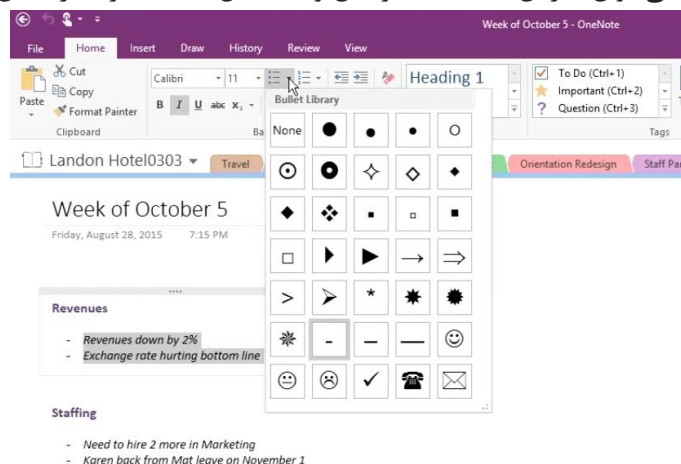 Week of October 5 - OneNote
File Home Insert Draw History Review View
Cut
Copy
Format Painter
Paste
Clipboard
Calibri 11
B I U abc X₂
Ba
Heading 1
To Do (Ctrl+1)
Important (Ctrl+2)
Question (Ctrl+3)
Tags
Bullet Library
None
Landon Hotel0303 Travel Orientation Redesign Staff Par
Week of October 5
Friday, August 28, 2015 7:15 PM
Revenues
- Revenues down by 2%
- Exchange rate hurting bottom line
Staffing
- Need to hire 2 more in Marketing
- Karen back from Mat leave on November 1